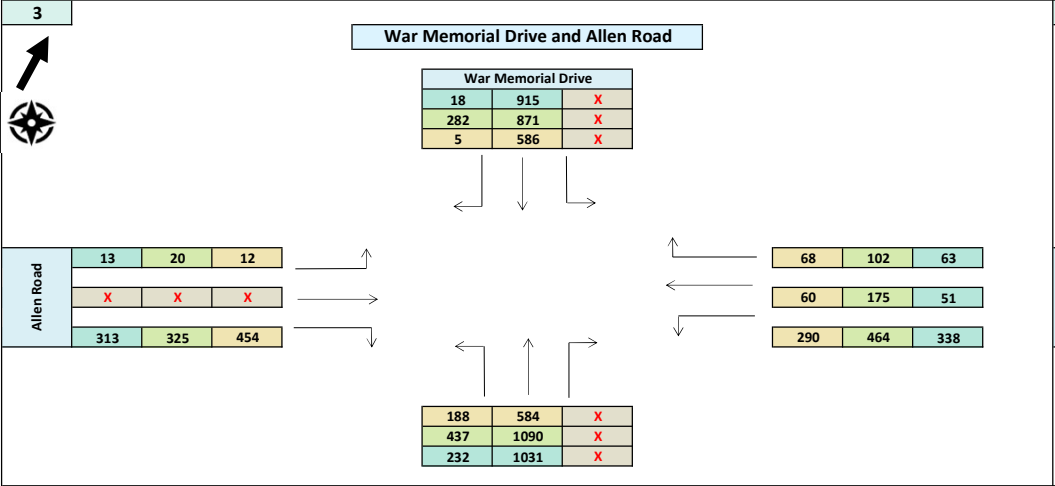 3
War Memorial Drive and Allen Road
War Memorial Drive
18 915 X
282 871 X
5 586 X
Allen Road
13 20 12
X X X
313 325 454
68 102 63
60 175 51
290 464 338
188 584 X
437 1090 X
232 1031 X